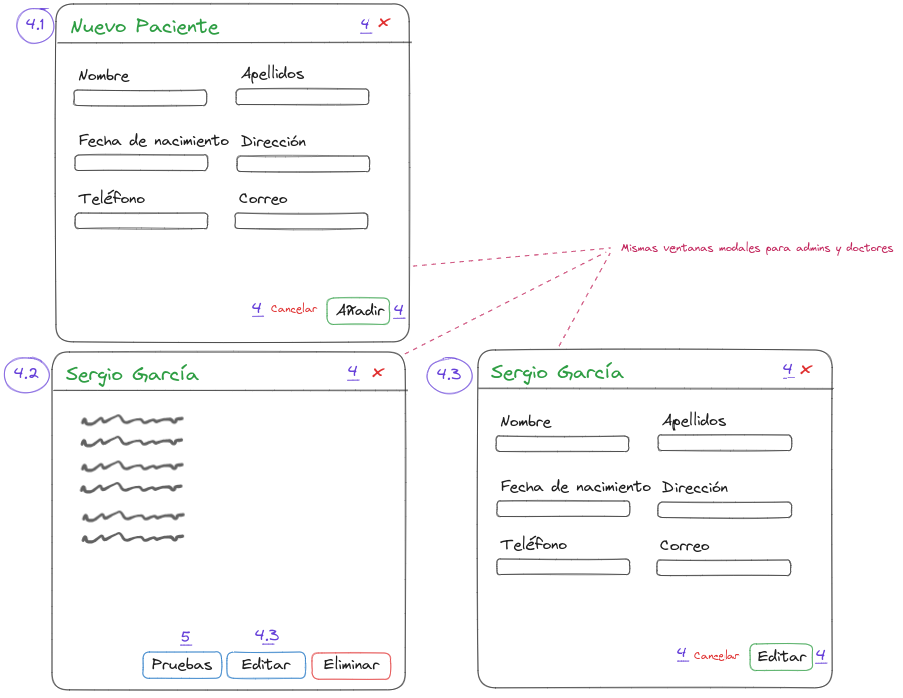 4.1
Nuevo Paciente
4 x
Nombre
Apellidos
Fecha de nacimiento
Dirección
Teléfono
Correo
4 Cancelar
Añadir 4
Mismas ventanas modales para admins y doctores
4.2
Sergio García
4 x
5
4.3
Pruebas
Editar
Eliminar
4.3
Sergio García
4 x
Nombre
Apellidos
Fecha de nacimiento
Dirección
Teléfono
Correo
4 Cancelar
Editar 4